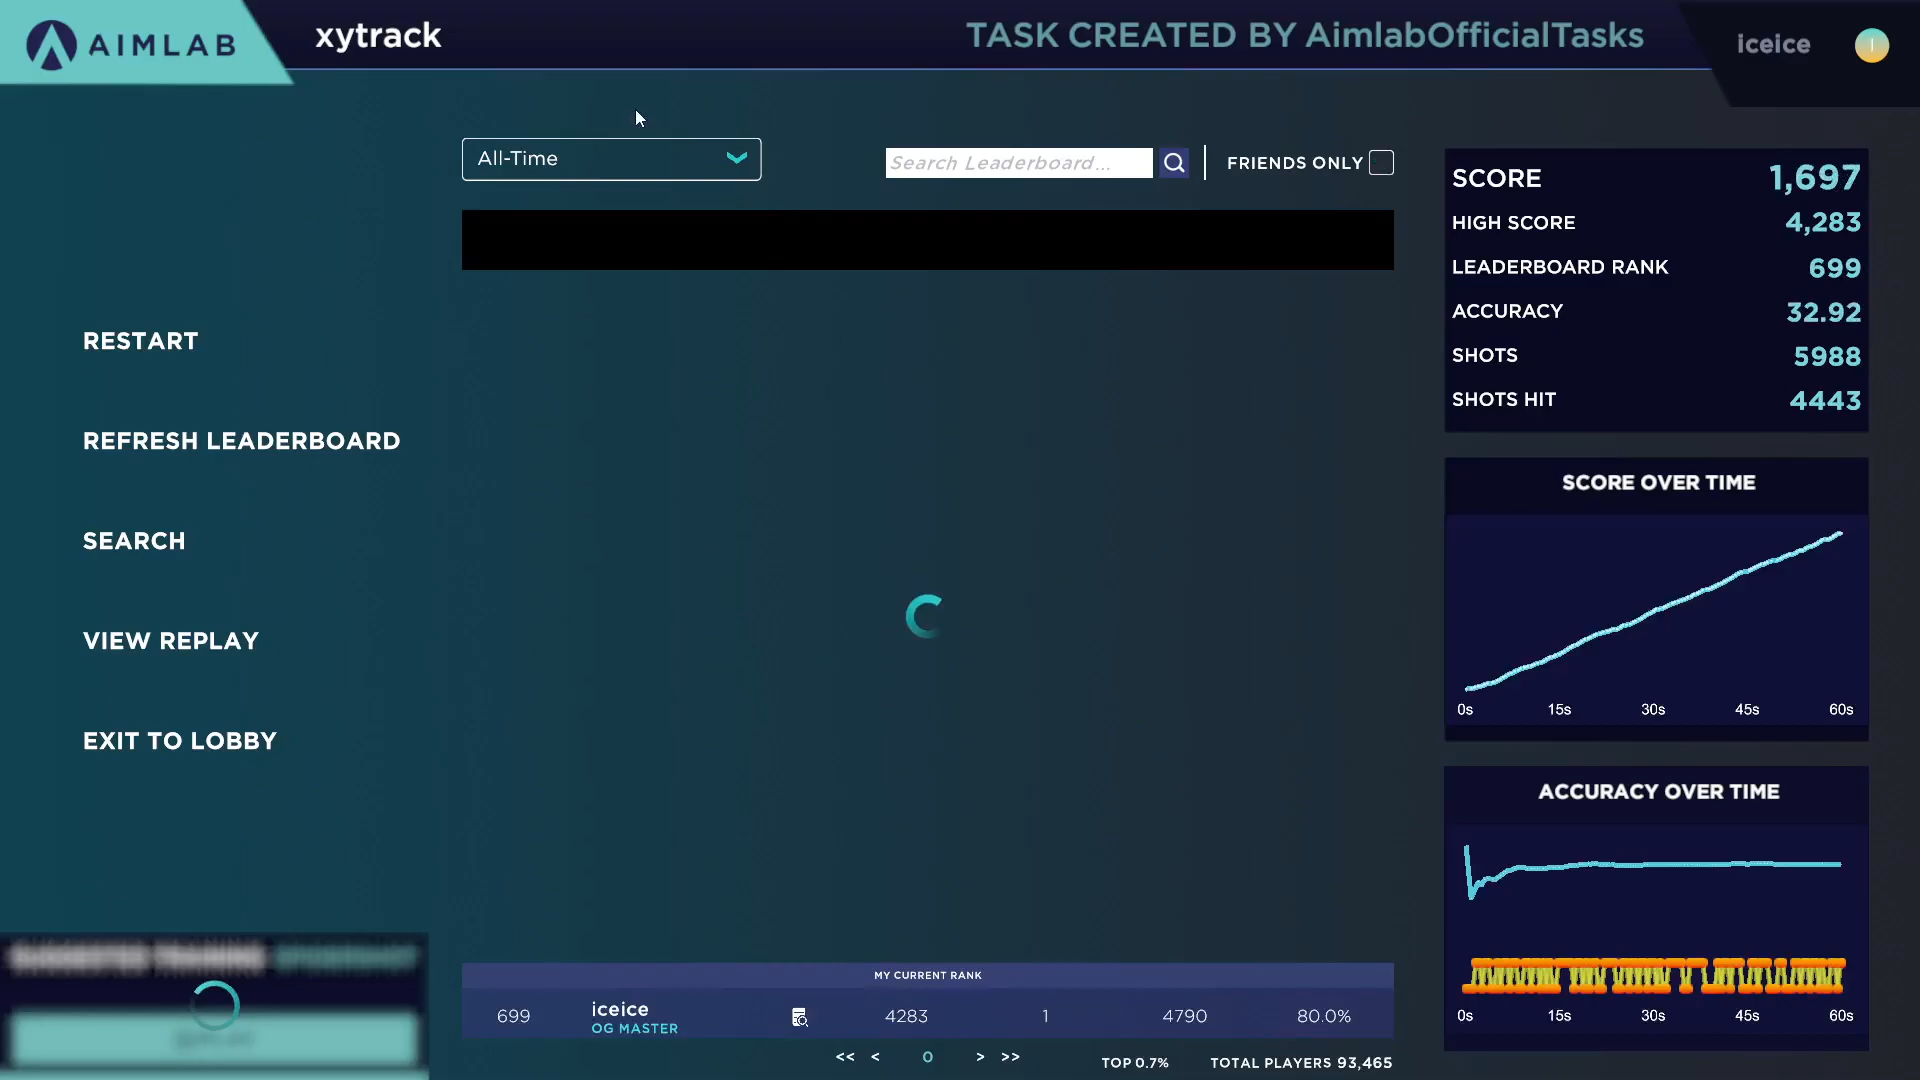 AIMLAB
xytrack
TASK CREATED BY AimlabOfficialTasks
iceice
I
All-Time
Search Leaderboard...
FRIENDS ONLY
SCORE 1,697
HIGH SCORE 4,283
LEADERBOARD RANK 699
ACCURACY 32.92
SHOTS 5988
SHOTS HIT 4443
RESTART
REFRESH LEADERBOARD
SEARCH
VIEW REPLAY
EXIT TO LOBBY
SCORE OVER TIME
0s 15s 30s 45s 60s
ACCURACY OVER TIME
0s 15s 30s 45s 60s
MY CURRENT RANK
699 iceice 4283 1 4790 80.0%
OG MASTER
<< < 0 > >>
TOP 0.7% TOTAL PLAYERS 93,465